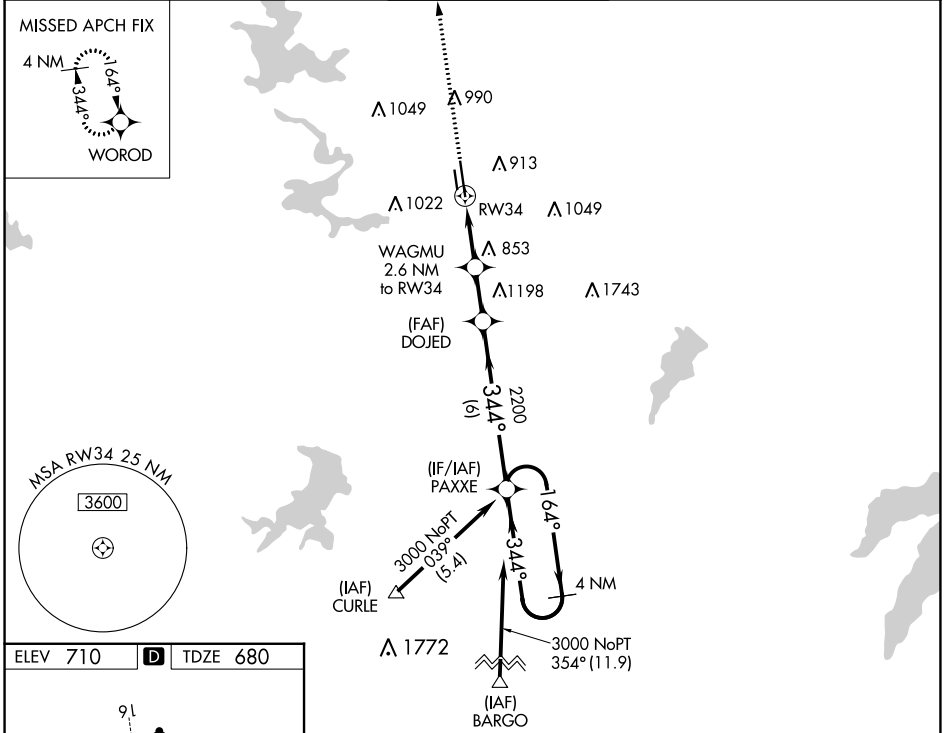 MISSED APCH FIX
4 NM
164°
344°
WOROD
1049
990
913
1022
RW34
1049
WAGMU
2.6 NM
to RW34
853
1198
1743
(FAF)
DOJED
2200
344°
(6)
(IF/IAF)
PAXXE
MSA RW34 25 NM
3600
3000 NoPT
039°
(5.4)
164°
344°
4 NM
(IAF)
CURLE
1772
3000 NoPT
354° (11.9)
(IAF)
BARGO
ELEV 710 D TDZE 680
16